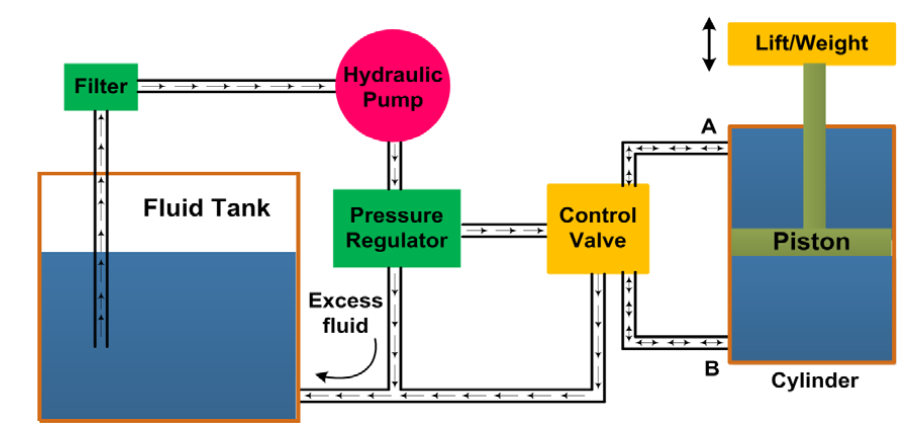 Lift/Weight
Hydraulic
Pump
Filter
A
Fluid Tank
Pressure
Regulator
Control
Valve
Piston
Excess
fluid
B
Cylinder